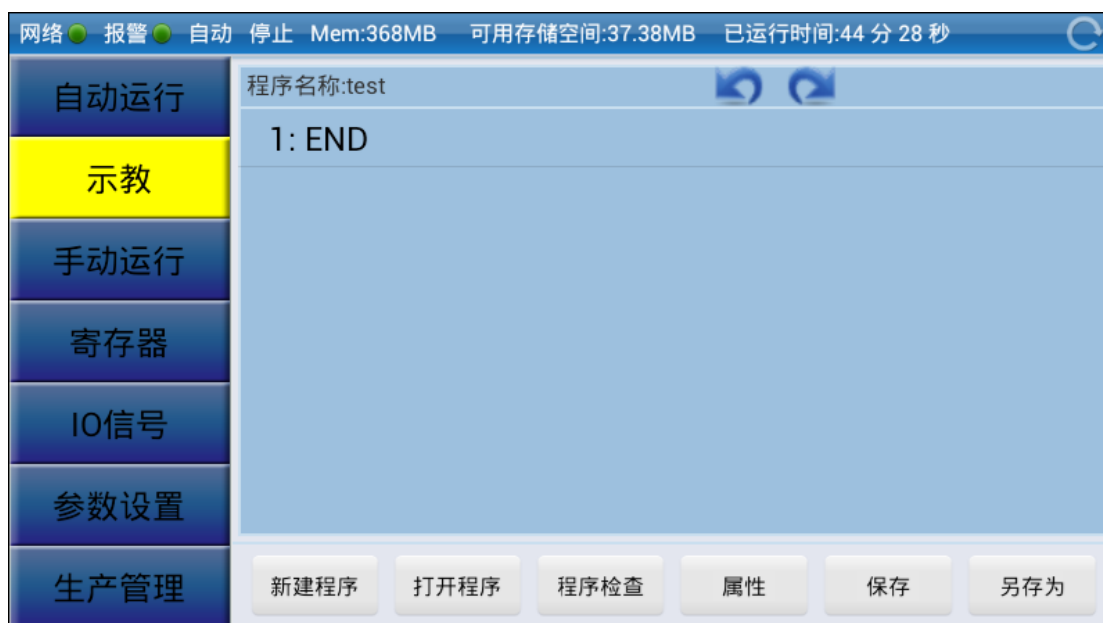 网络 报警 自动 停止 Mem:368MB 可用存储空间:37.38MB 已运行时间:44 分 28 秒
自动运行
示教
手动运行
寄存器
IO信号
参数设置
生产管理
程序名称:test
1: END
新建程序 打开程序 程序检查 属性 保存 另存为